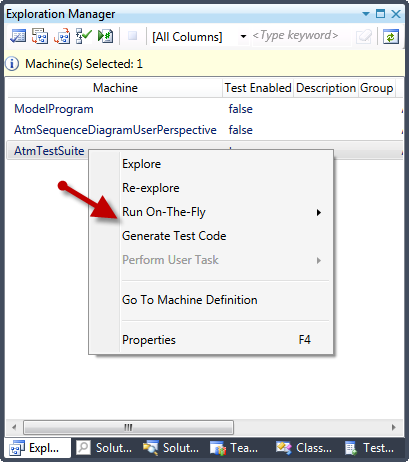 Exploration Manager
[All Columns] <Type keyword>
Machine(s) Selected: 1
Machine Test Enabled Description Group
ModelProgram false
AtmSequenceDiagramUserPerspective false
AtmTestSuite
Explore
Re-explore
Run On-The-Fly
Generate Test Code
Perform User Task
Go To Machine Definition
Properties F4
Expl... Solut... Solut... Tea... Class... Test...